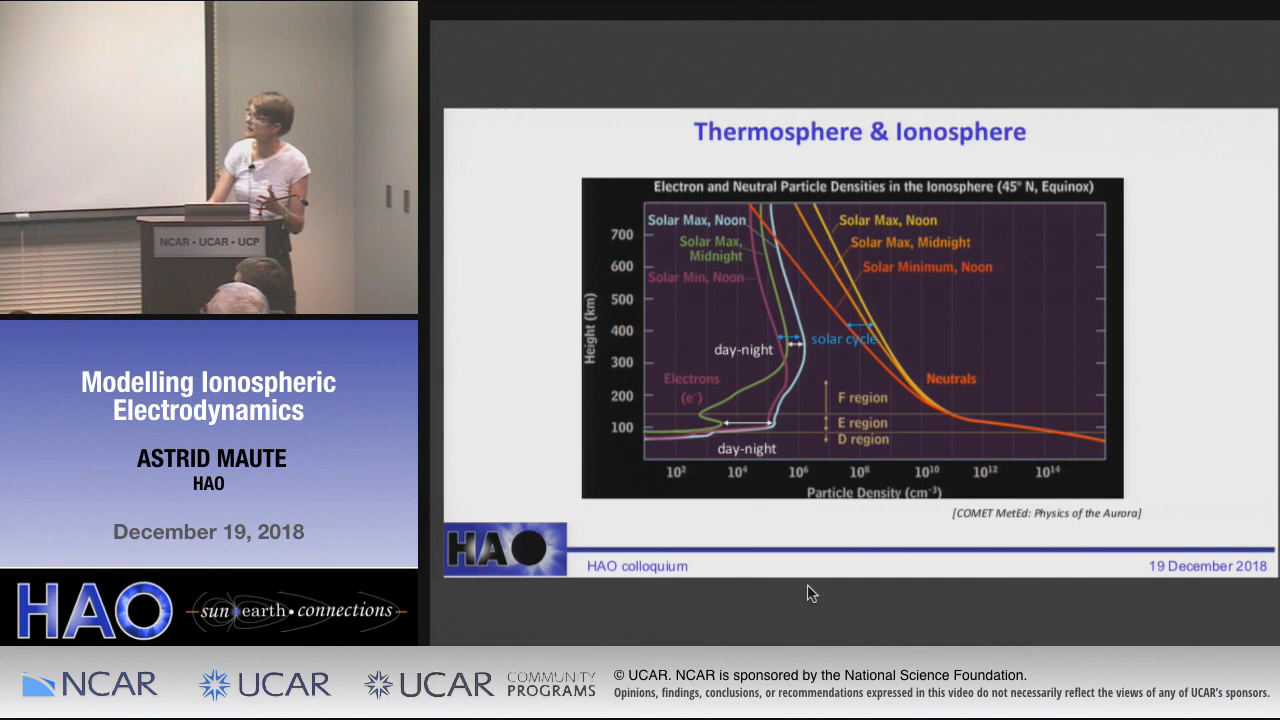 NCAR • UCAR • UCP
Modelling Ionospheric
Electrodynamics
ASTRID MAUTE
HAO
December 19, 2018
HAO
sun earth • connections
Thermosphere & Ionosphere
Electron and Neutral Particle Densities in the Ionosphere (45° N, Equinox)
Solar Max, Noon
Solar Max,
Midnight
Solar Min, Noon
Solar Max, Noon
Solar Max, Midnight
Solar Minimum, Noon
Height (km)
700
600
500
400
300
200
100
solar cycle
day-night
Electrons
(e⁻)
Neutrals
F region
E region
D region
day-night
10² 10⁴ 10⁶ 10⁸ 10¹⁰ 10¹² 10¹⁴
Particle Density (cm⁻³)
[COMET MetEd: Physics of the Aurora]
HAO
HAO colloquium
19 December 2018
NCAR
UCAR
UCAR
COMMUNITY
PROGRAMS
© UCAR. NCAR is sponsored by the National Science Foundation.
Opinions, findings, conclusions, or recommendations expressed in this video do not necessarily reflect the views of any of UCAR's sponsors.